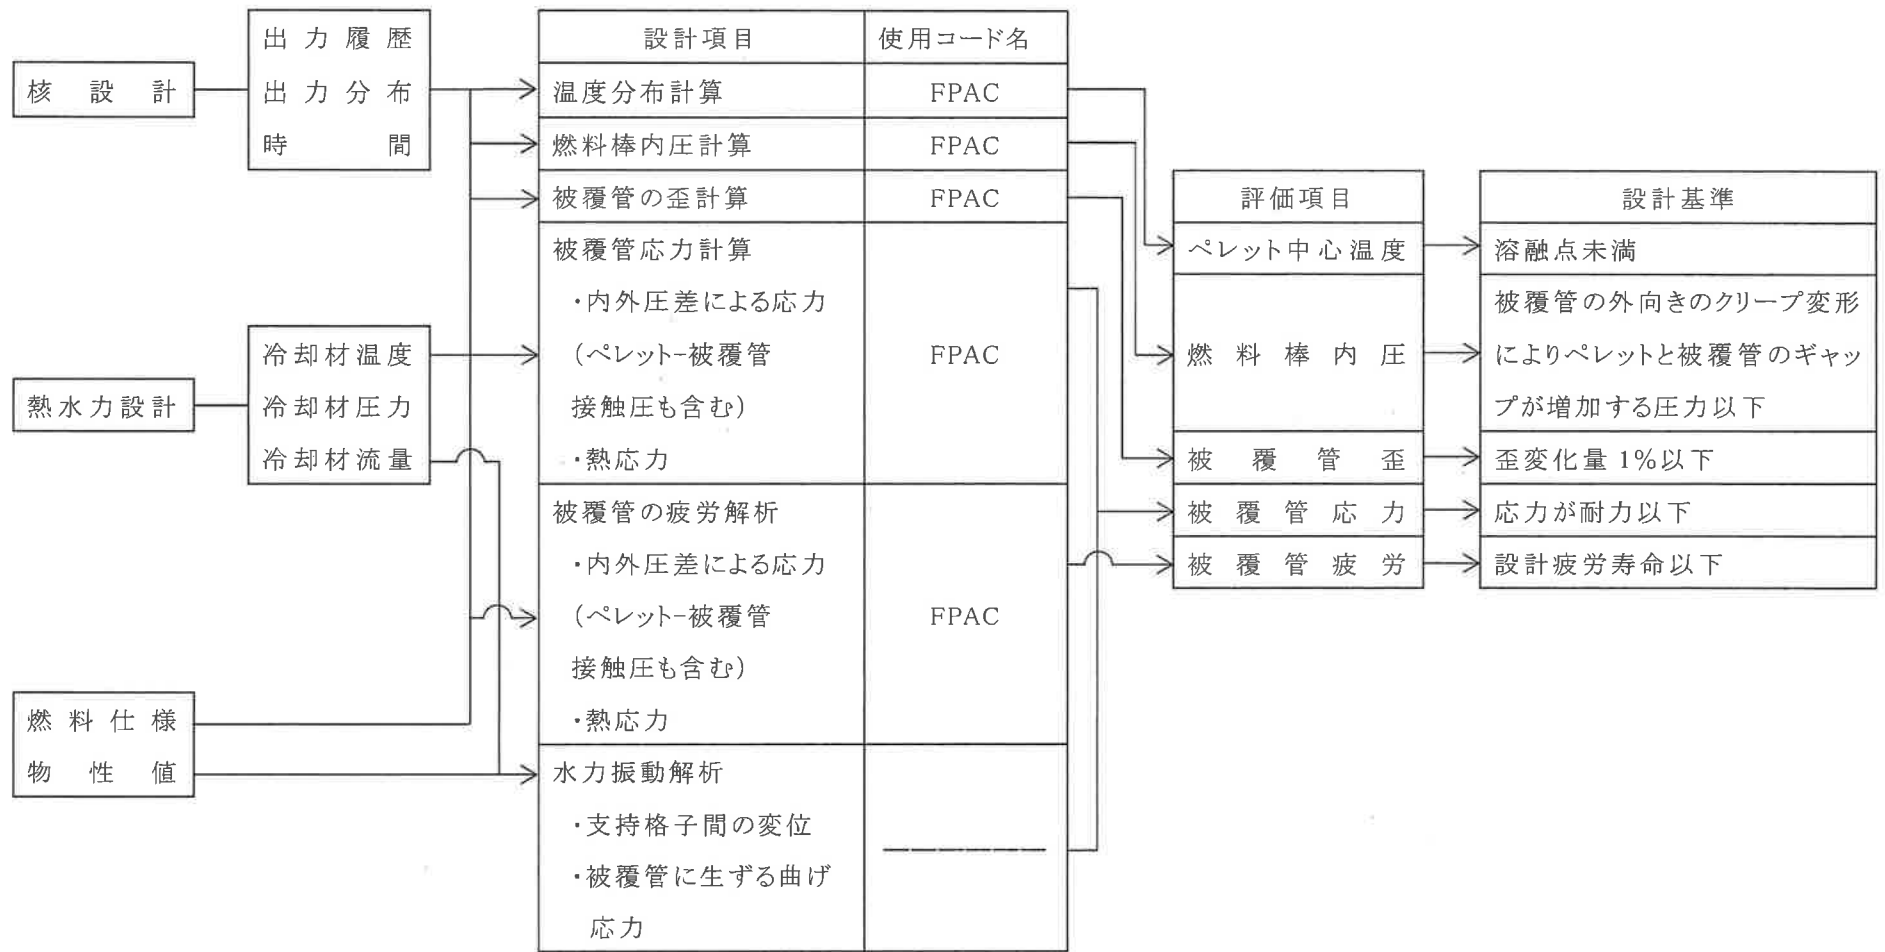 核設計
出力履歴
出力分布
時間
熱水力設計
冷却材温度
冷却材圧力
冷却材流量
燃料仕様
物性値
設計項目 使用コード名
温度分布計算 FPAC
燃料棒内圧計算 FPAC
被覆管の歪計算 FPAC
被覆管応力計算
・内外圧差による応力
(ペレット-被覆管 FPAC
接触圧も含む)
・熱応力
被覆管の疲労解析
・内外圧差による応力
(ペレット-被覆管 FPAC
接触圧も含む)
・熱応力
水力振動解析
・支持格子間の変位
・被覆管に生ずる曲げ
応力
評価項目 設計基準
ペレット中心温度 溶融点未満
燃料棒内圧
被覆管の外向きのクリープ変形
によりペレットと被覆管のギャッ
プが増加する圧力以下
被覆管歪 歪変化量 1%以下
被覆管応力 応力が耐力以下
被覆管疲労 設計疲労寿命以下